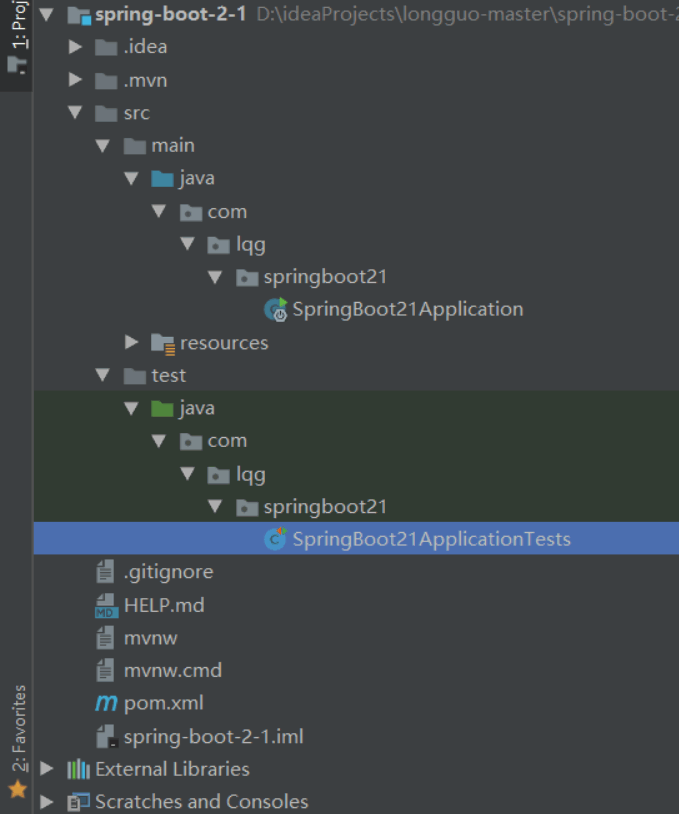 1: Proj
spring-boot-2-1 D:\ideaProjects\longguo-master\spring-boot-2
.idea
.mvn
src
main
java
com
lqg
springboot21
SpringBoot21Application
resources
test
java
com
lqg
springboot21
SpringBoot21ApplicationTests
.gitignore
MD HELP.md
mvnw
mvnw.cmd
m pom.xml
spring-boot-2-1.iml
External Libraries
Scratches and Consoles
2: Favorites